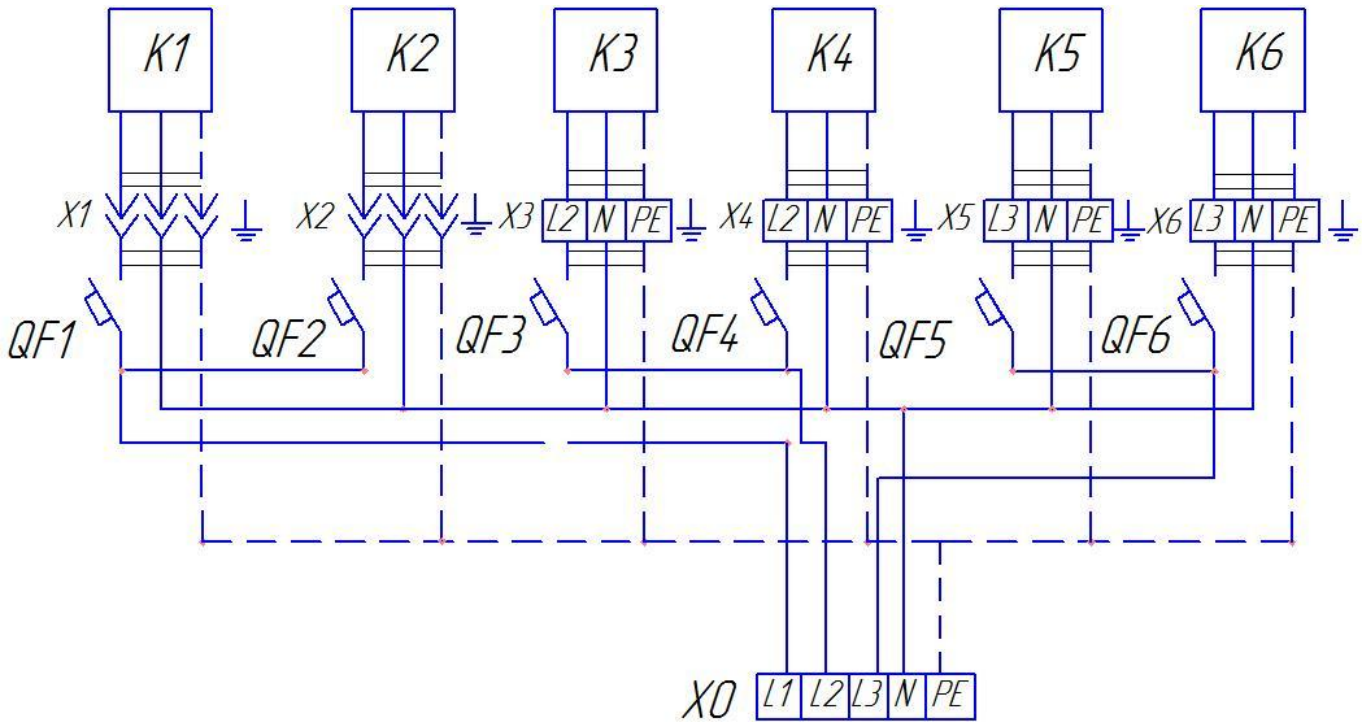 K1 K2 K3 K4 K5 K6
X1 X2 X3 L2 N PE X4 L2 N PE X5 L3 N PE X6 L3 N PE
QF1 QF2 QF3 QF4 QF5 QF6
X0 L1 L2 L3 N PE